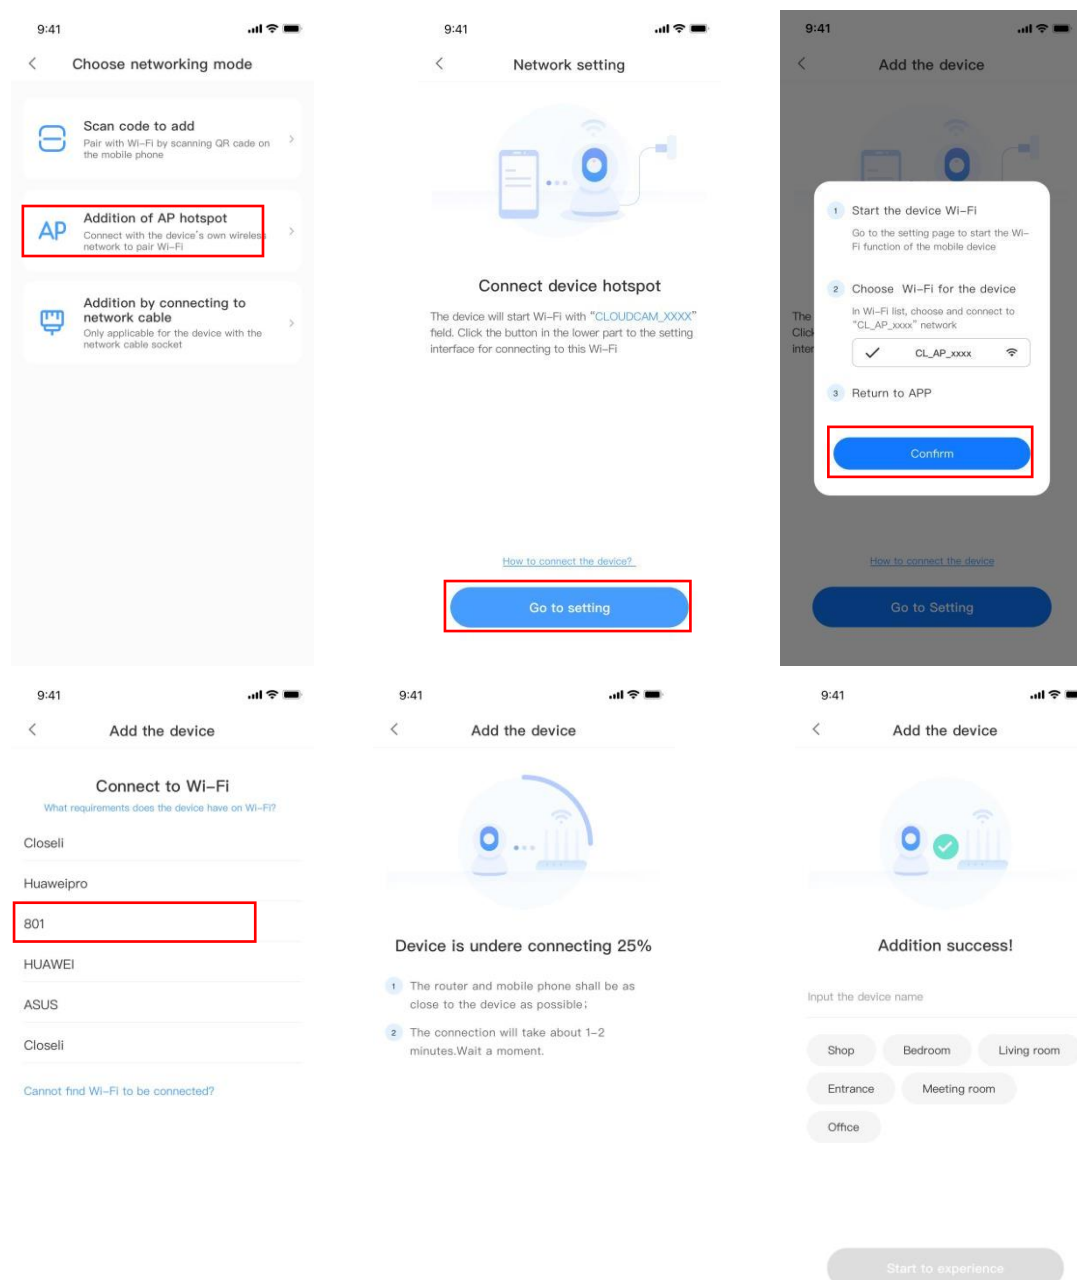 9:41
Choose networking mode
Scan code to add
Pair with Wi-Fi by scanning QR cade on
the mobile phone
AP
Addition of AP hotspot
Connect with the device's own wireless
network to pair Wi-Fi
Addition by connecting to
network cable
Only applicable for the device with the
network cable socket
9:41
Network setting
Connect device hotspot
The device will start Wi-Fi with "CLOUDCAM_XXXX"
field. Click the button in the lower part to the setting
interface for connecting to this Wi-Fi
How to connect the device?
Go to setting
9:41
Add the device
The
Click
inter
1 Start the device Wi-Fi
Go to the setting page to start the Wi-
Fi function of the mobile device
2 Choose Wi-Fi for the device
In Wi-Fi list, choose and connect to
"CL_AP_xxxx" network
CL_AP_xxxx
3 Return to APP
Confirm
How to connect the device
Go to Setting
9:41
Add the device
Connect to Wi-Fi
What requirements does the device have on Wi-Fi?
Closeli
Huaweipro
801
HUAWEI
ASUS
Closeli
Cannot find Wi-Fi to be connected?
9:41
Add the device
Device is undere connecting 25%
1 The router and mobile phone shall be as
close to the device as possible;
2 The connection will take about 1-2
minutes.Wait a moment.
9:41
Add the device
Addition success!
Input the device name
Shop
Bedroom
Living room
Entrance
Meeting room
Office
Start to experience